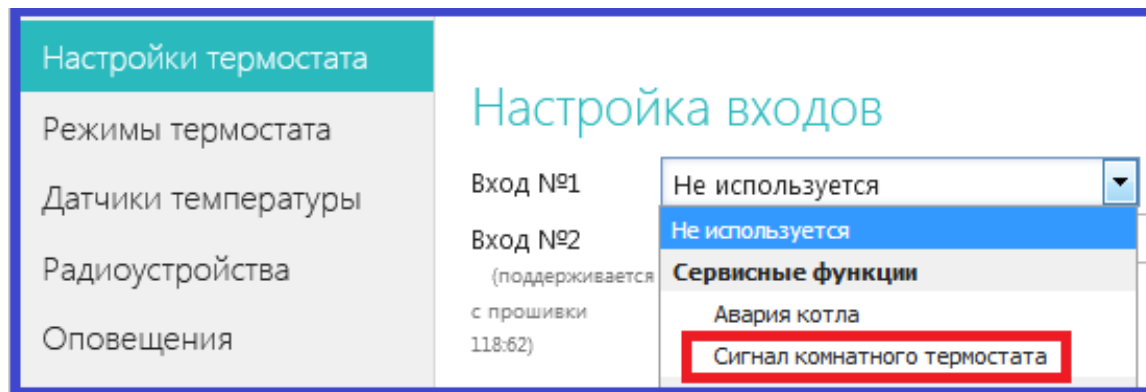 Настройки термостата
Режимы термостата
Датчики температуры
Радиоустройства
Оповещения
Настройка входов
Вход №1
Не используется
Не используется
Вход №2
(поддерживается
с прошивки
118:62)
Сервисные функции
Авария котла
Сигнал комнатного термостата